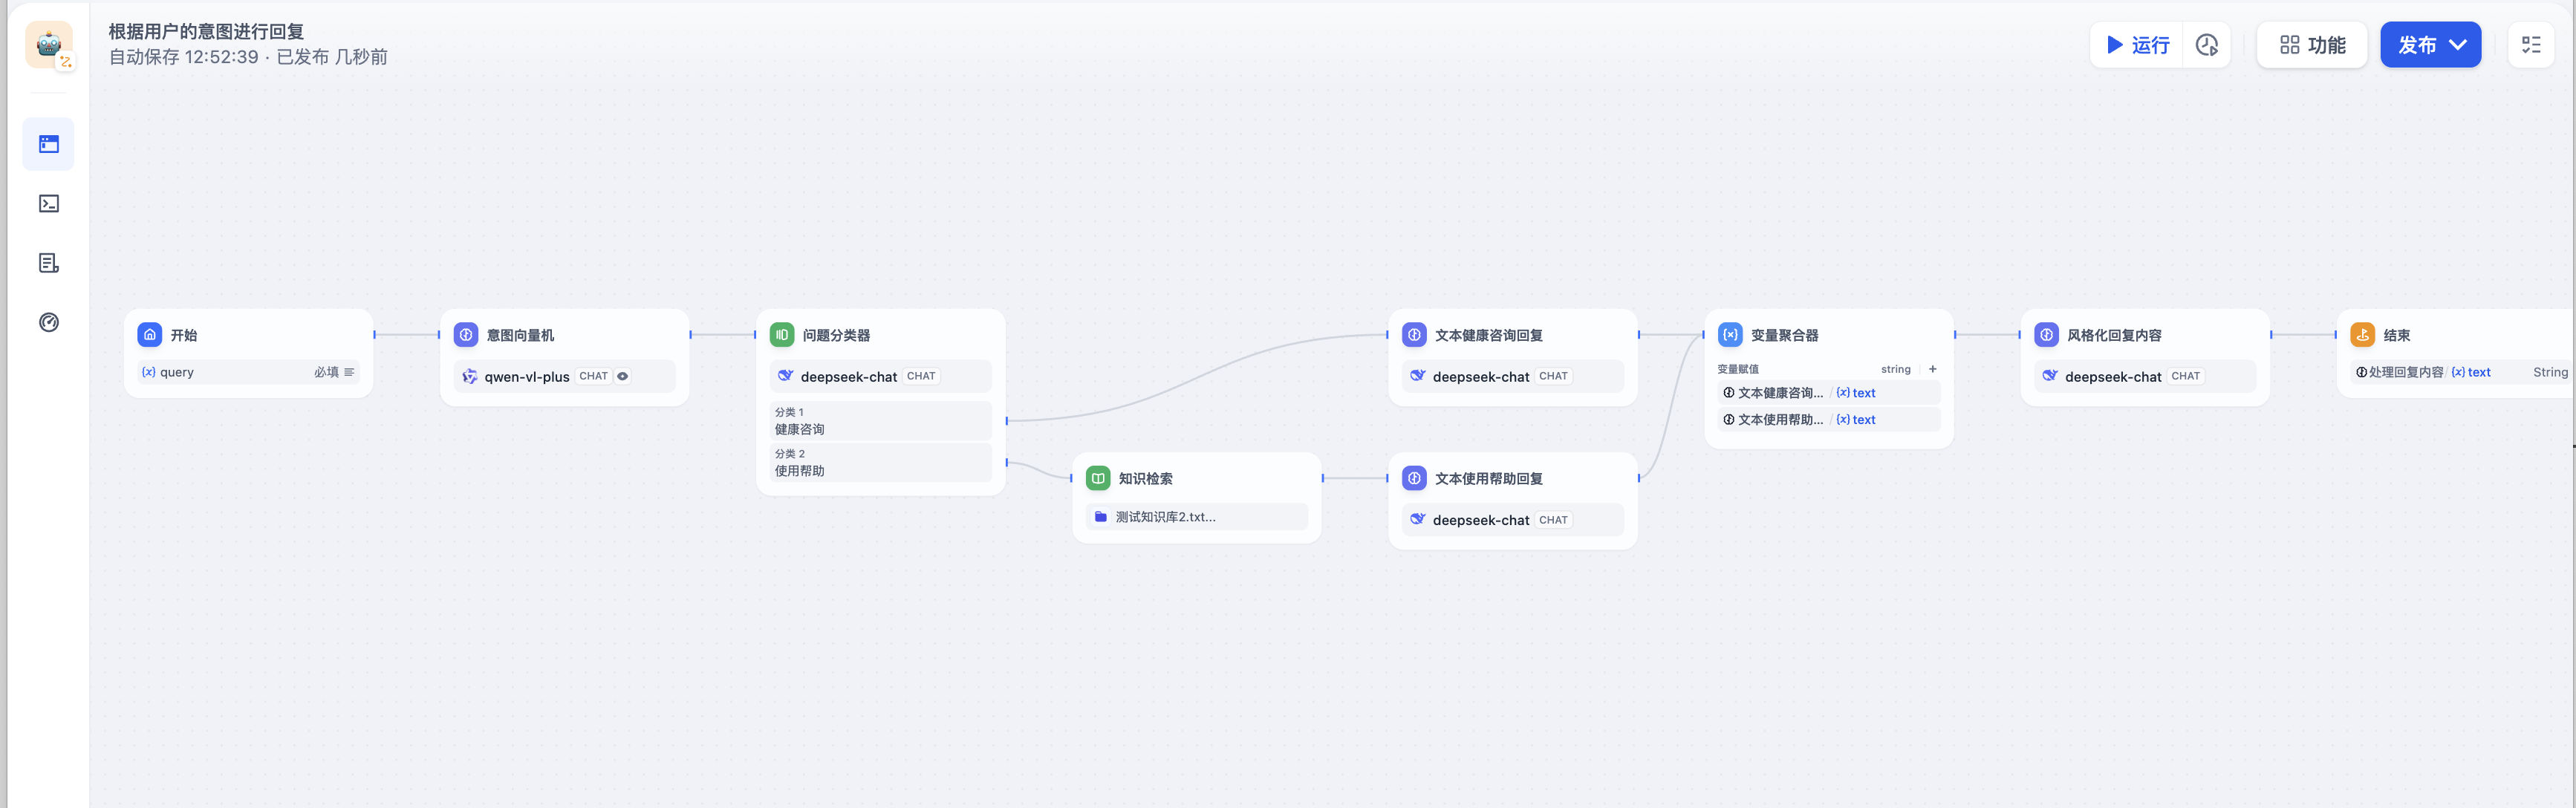 根据用户的意图进行回复
自动保存 12:52:39 · 已发布 几秒前
运行
功能
发布
开始
{x} query 必填
意图向量机
qwen-vl-plus CHAT
问题分类器
deepseek-chat CHAT
分类 1
健康咨询
分类 2
使用帮助
知识检索
测试知识库2.txt...
文本健康咨询回复
deepseek-chat CHAT
文本使用帮助回复
deepseek-chat CHAT
变量聚合器
变量赋值 string +
文本健康咨询... / {x} text
文本使用帮助... / {x} text
风格化回复内容
deepseek-chat CHAT
结束
处理回复内容 / {x} text String